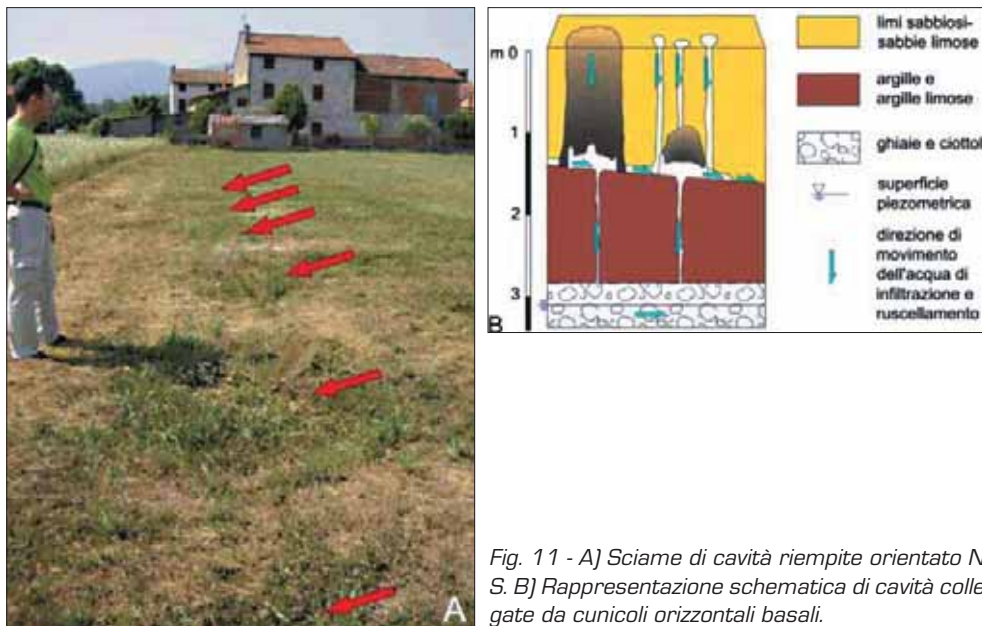 A
B
m 0
1
2
3
limi sabbiosi-
sabbie limose
argille e
argille limose
ghiaie e ciottol
superficie
piezometrica
direzione di
movimento
dell'acqua di
infiltrazione e
ruscellamento
Fig. 11 - A) Sciame di cavità riempite orientato N
S. B) Rappresentazione schematica di cavità colle
gate da cunicoli orizzontali basali.